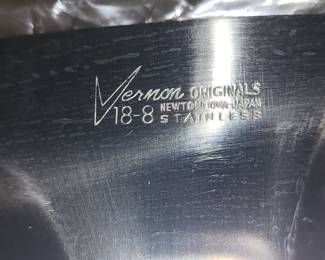 Vernon ORIGINALS
NEWTON, IOWA-JAPAN
18-8 STAINLESS